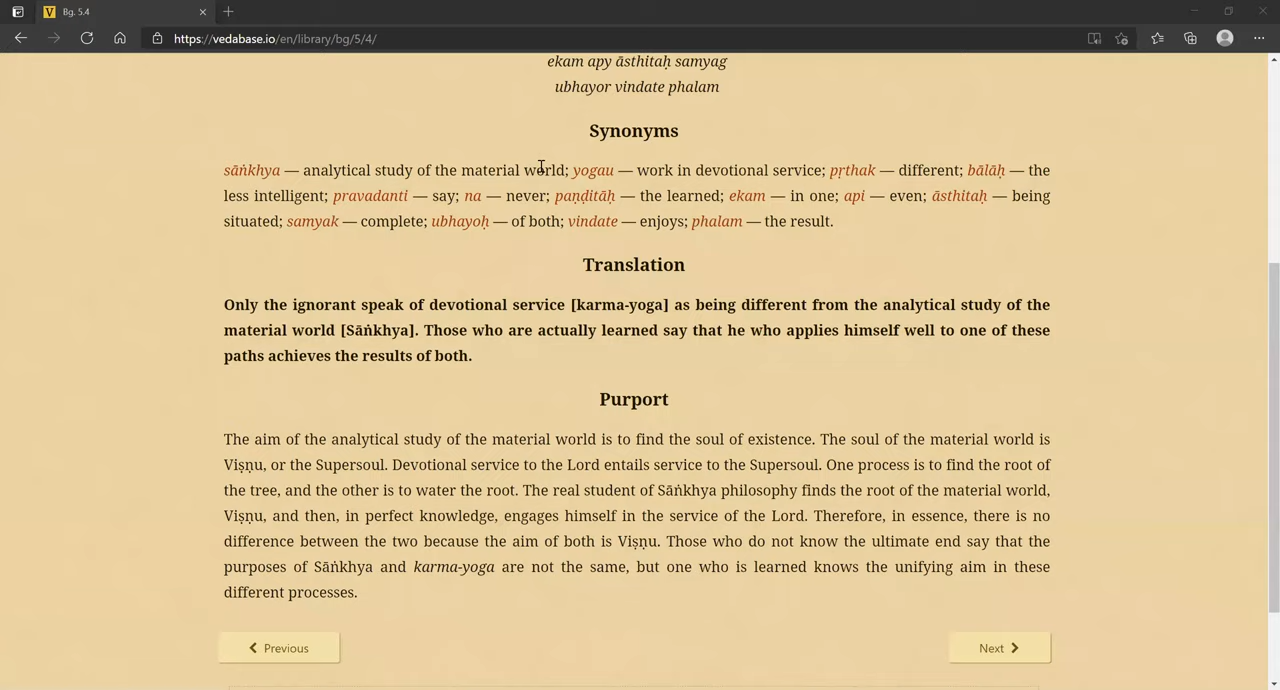 Bg. 5.4
https://vedabase.io/en/library/bg/5/4/
ekam apy āsthitaḥ samyag
ubhayor vindate phalam
Synonyms
sāṅkhya — analytical study of the material world; yogau — work in devotional service; pṛthak — different; bālāḥ — the
less intelligent; pravadanti — say; na — never; paṇḍitāḥ — the learned; ekam — in one; api — even; āsthitaḥ — being
situated; samyak — complete; ubhayoḥ — of both; vindate — enjoys; phalam — the result.
Translation
Only the ignorant speak of devotional service [karma-yoga] as being different from the analytical study of the
material world [Sāṅkhya]. Those who are actually learned say that he who applies himself well to one of these
paths achieves the results of both.
Purport
The aim of the analytical study of the material world is to find the soul of existence. The soul of the material world is
Viṣṇu, or the Supersoul. Devotional service to the Lord entails service to the Supersoul. One process is to find the root of
the tree, and the other is to water the root. The real student of Sāṅkhya philosophy finds the root of the material world,
Viṣṇu, and then, in perfect knowledge, engages himself in the service of the Lord. Therefore, in essence, there is no
difference between the two because the aim of both is Viṣṇu. Those who do not know the ultimate end say that the
purposes of Sāṅkhya and karma-yoga are not the same, but one who is learned knows the unifying aim in these
different processes.
Previous
Next